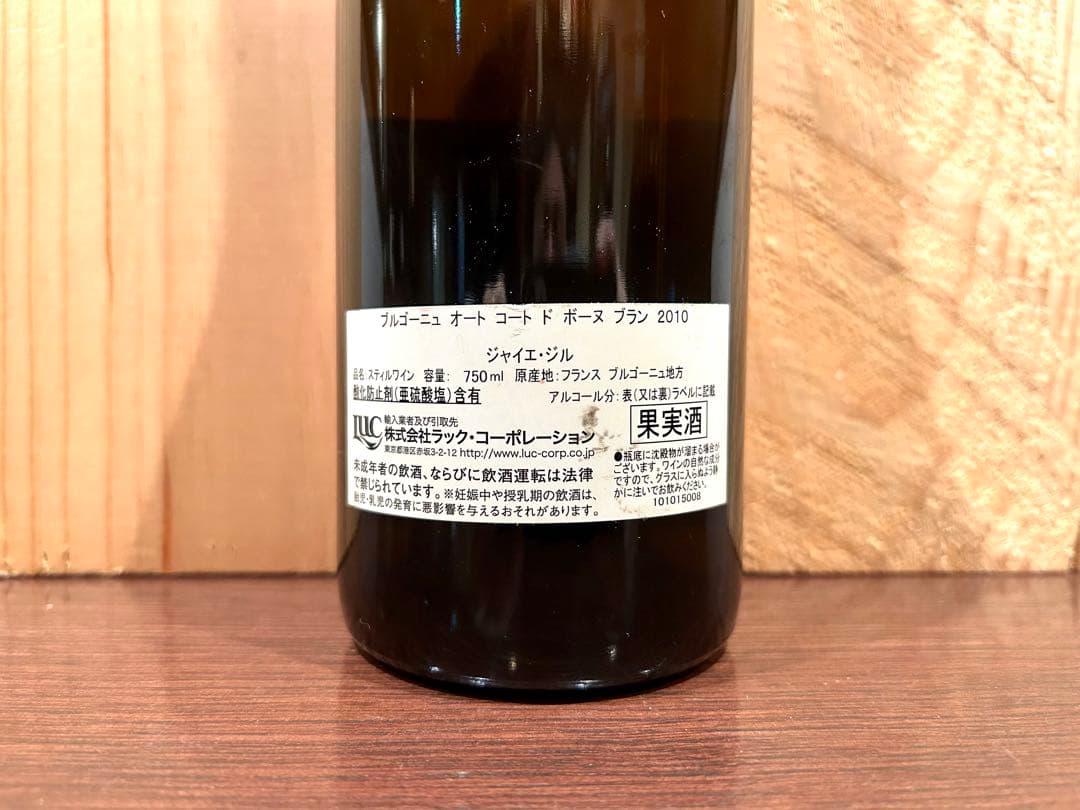 ブルゴーニュ オート コート ド ボーヌ ブラン 2010
ジャイエ・ジル
品名 スティルワイン 容量: 750ml 原産地:フランス ブルゴーニュ地方
酸化防止剤(亜硫酸塩)含有 アルコール分:表(又は裏)ラベルに記載
LUC
輸入業者及び引取先
株式会社ラック・コーポレーション
東京都港区赤坂3-2-12 http://www.luc-corp.co.jp
未成年者の飲酒、ならびに飲酒運転は法律
で禁じられています。※妊娠中や授乳期の飲酒は、
胎児・乳児の発育に悪影響を与えるおそれがあります。
果実酒
●瓶底に沈殿物が溜まる場合が
ございます。ワインの自然な成分
ですので、グラスに入らぬよう静
かに注いでお飲みください。
101015008